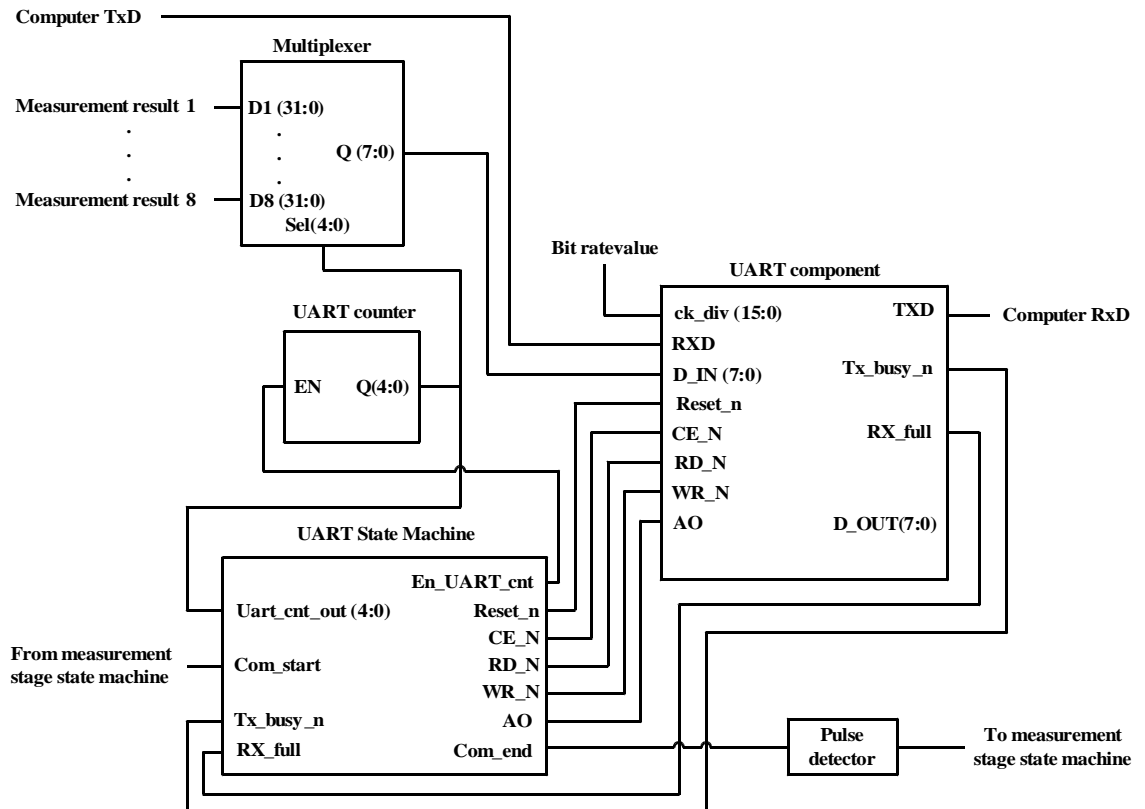 Computer TxD
Multiplexer
Measurement result 1
D1 (31:0)
.
.
.
.
.
.
Q (7:0)
Measurement result 8
D8 (31:0)
Sel(4:0)
Bit ratevalue
UART component
UART counter
ck_div (15:0)
TXD
Computer RxD
RXD
D_IN (7:0)
Tx_busy_n
EN
Q(4:0)
Reset_n
CE_N
RX_full
RD_N
WR_N
AO
D_OUT(7:0)
UART State Machine
En_UART_cnt
Uart_cnt_out (4:0)
Reset_n
CE_N
From measurement
stage state machine
Com_start
RD_N
WR_N
Tx_busy_n
AO
RX_full
Com_end
Pulse
detector
To measurement
stage state machine